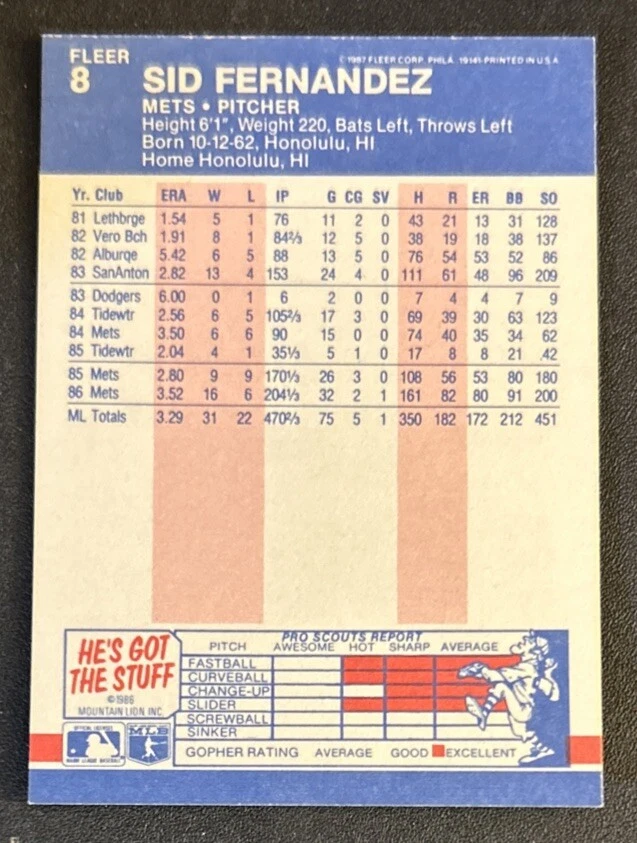 FLEER
8 SID FERNANDEZ
©1987 FLEER CORP. PHILA. 19141-PRINTED IN U.S.A.
METS • PITCHER
Height 6'1", Weight 220, Bats Left, Throws Left
Born 10-12-62, Honolulu, HI
Home Honolulu, HI
Yr. Club ERA W L IP G CG SV H R ER BB SO
81 Lethbrge 1.54 5 1 76 11 2 0 43 21 13 31 128
82 Vero Bch 1.91 8 1 84⅔ 12 5 0 38 19 18 38 137
82 Alburqe 5.42 6 5 88 13 5 0 76 54 53 52 86
83 SanAnton 2.82 13 4 153 24 4 0 111 61 48 96 209
83 Dodgers 6.00 0 1 6 2 0 0 7 4 4 7 9
84 Tidewtr 2.56 6 5 105⅔ 17 3 0 69 39 30 63 123
84 Mets 3.50 6 6 90 15 0 0 74 40 35 34 62
85 Tidewtr 2.04 4 1 35⅓ 5 1 0 17 8 8 21 42
85 Mets 2.80 9 9 170⅓ 26 3 0 108 56 53 80 180
86 Mets 3.52 16 6 204⅓ 32 2 1 161 82 80 91 200
ML Totals 3.29 31 22 470⅔ 75 5 1 350 182 172 212 451
HE'S GOT
THE STUFF
©1986
MOUNTAIN LION INC.
PRO SCOUTS REPORT
PITCH AWESOME HOT SHARP AVERAGE
FASTBALL
CURVEBALL
CHANGE-UP
SLIDER
SCREWBALL
SINKER
GOPHER RATING AVERAGE GOOD EXCELLENT
OFFICIAL LICENSEE
MAJOR LEAGUE BASEBALL
MLB